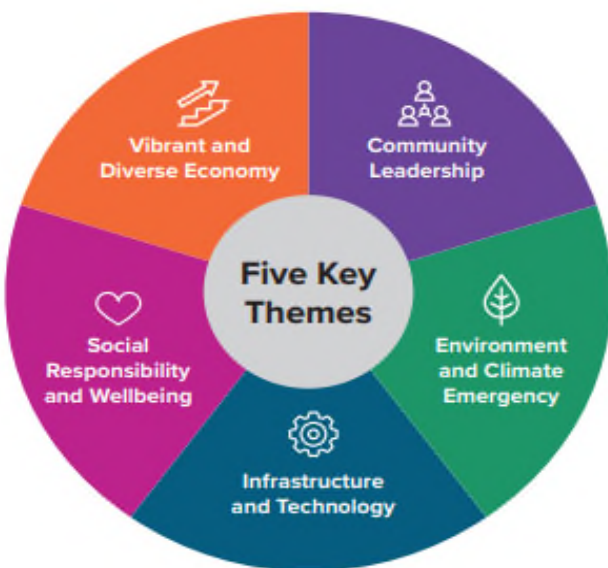 Five Key
Themes
Community
Leadership
Environment
and Climate
Emergency
Infrastructure
and Technology
Social
Responsibility
and Wellbeing
Vibrant and
Diverse Economy